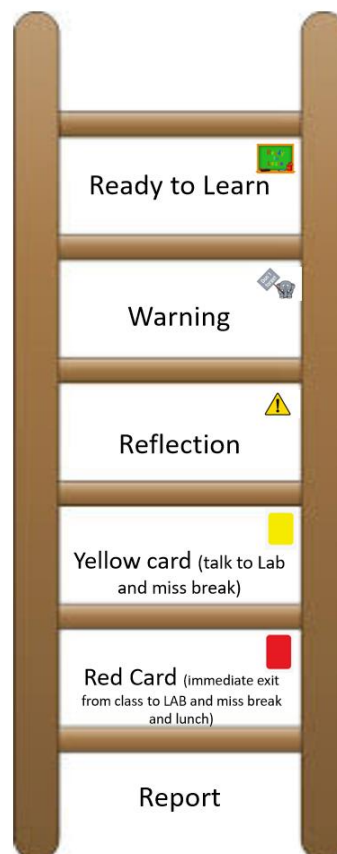 Ready to Learn
Warning
Reflection
Yellow card (talk to Lab
and miss break)
Red Card (immediate exit
from class to LAB and miss break
and lunch)
Report